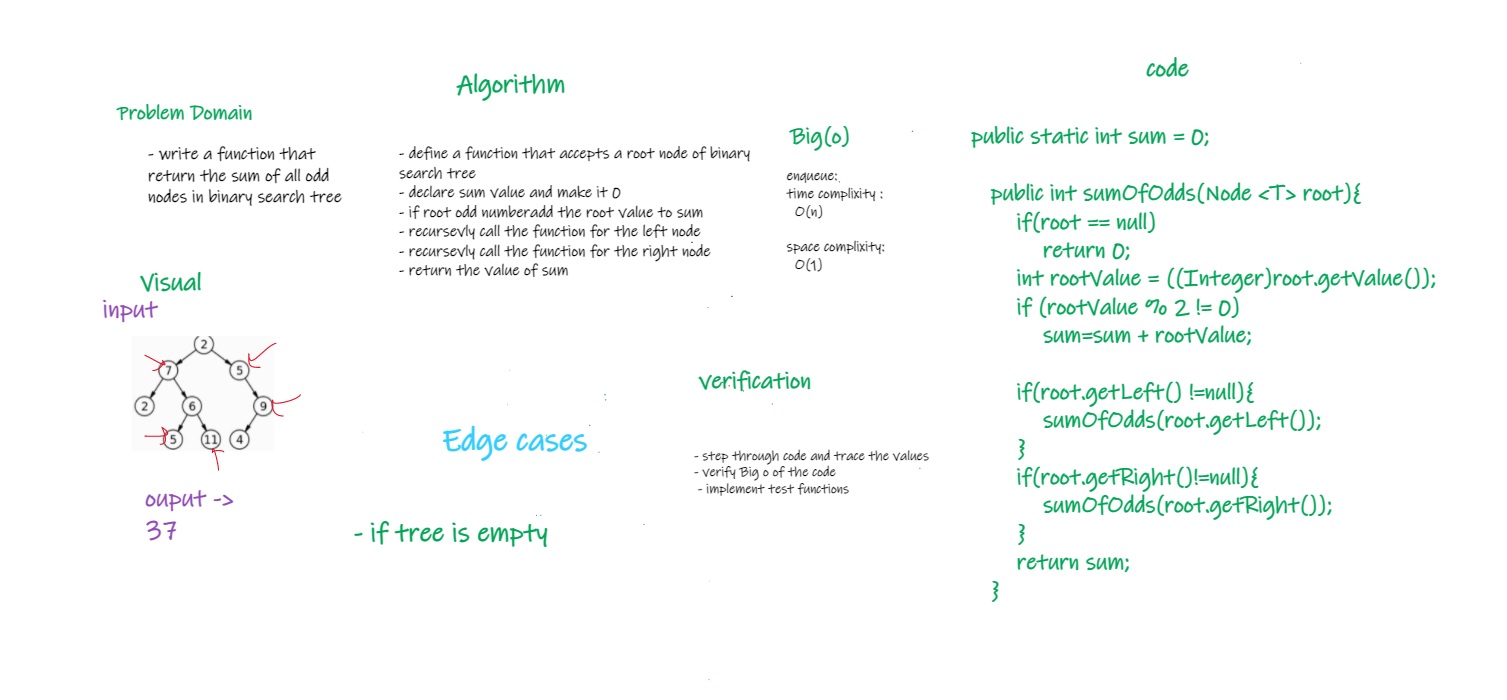 Problem Domain
- write a function that
return the sum of all odd
nodes in binary search tree
Visual
input
2
7
5
2
6
9
5
11
4
ouput ->
37
Algorithm
- define a function that accepts a root node of binary
search tree
- declare sum value and make it 0
- if root odd numberadd the root value to sum
- recursevly call the function for the left node
- recursevly call the function for the right node
- return the value of sum
Edge cases
- if tree is empty
Big(o)
enqueue:
time complixity :
O(n)
space complixity:
O(1)
verification
- step through code and trace the values
- verify Big o of the code
- implement test functions
code
public static int sum = 0;
public int sumOfOdds(Node <T> root){
if(root == null)
return 0;
int rootValue = ((Integer)root.getValue());
if (rootValue % 2 != 0)
sum=sum + rootValue;
if(root.getLeft() !=null){
sumOfOdds(root.getLeft());
}
if(root.getRight()!=null){
sumOfOdds(root.getRight());
}
return sum;
}